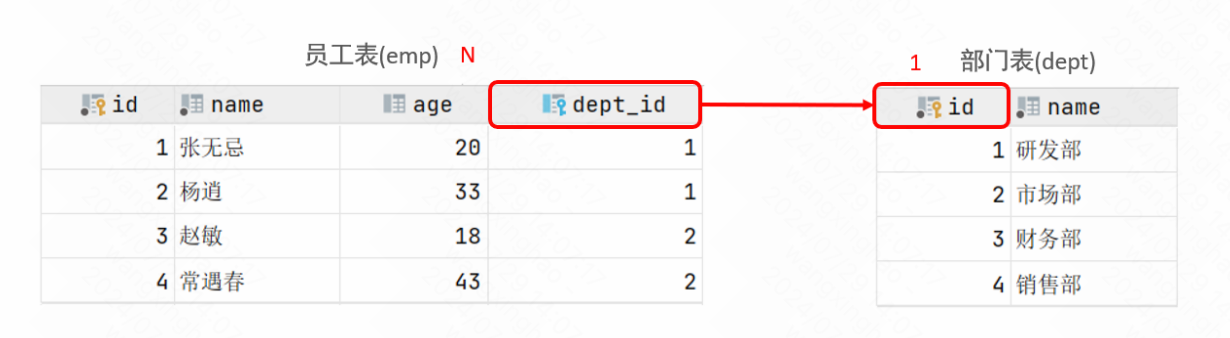 员工表(emp) N 1 部门表(dept)
id name age dept_id id name
1 张无忌 20 1 1 研发部
2 杨逍 33 1 2 市场部
3 赵敏 18 2 3 财务部
4 常遇春 43 2 4 销售部